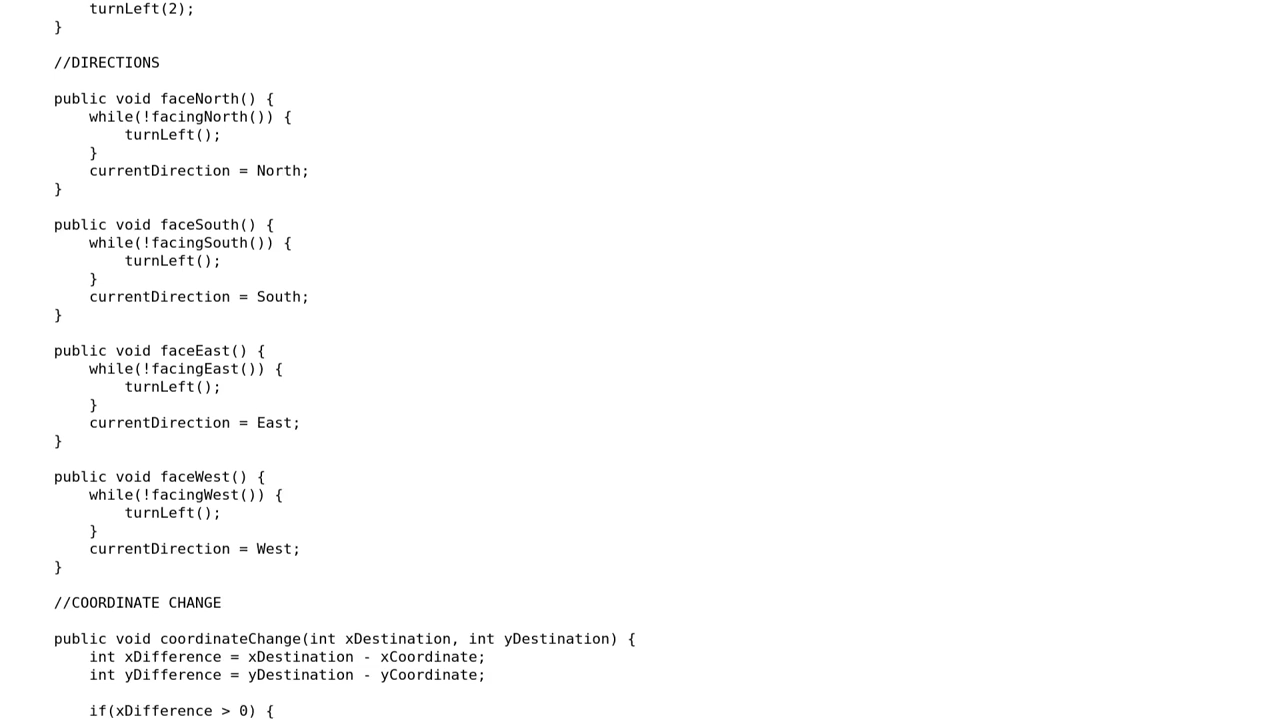 turnLeft(2);
    }

    //DIRECTIONS

    public void faceNorth() {
        while(!facingNorth()) {
            turnLeft();
        }
        currentDirection = North;
    }

    public void faceSouth() {
        while(!facingSouth()) {
            turnLeft();
        }
        currentDirection = South;
    }

    public void faceEast() {
        while(!facingEast()) {
            turnLeft();
        }
        currentDirection = East;
    }

    public void faceWest() {
        while(!facingWest()) {
            turnLeft();
        }
        currentDirection = West;
    }

    //COORDINATE CHANGE

    public void coordinateChange(int xDestination, int yDestination) {
        int xDifference = xDestination - xCoordinate;
        int yDifference = yDestination - yCoordinate;

        if(xDifference > 0) {